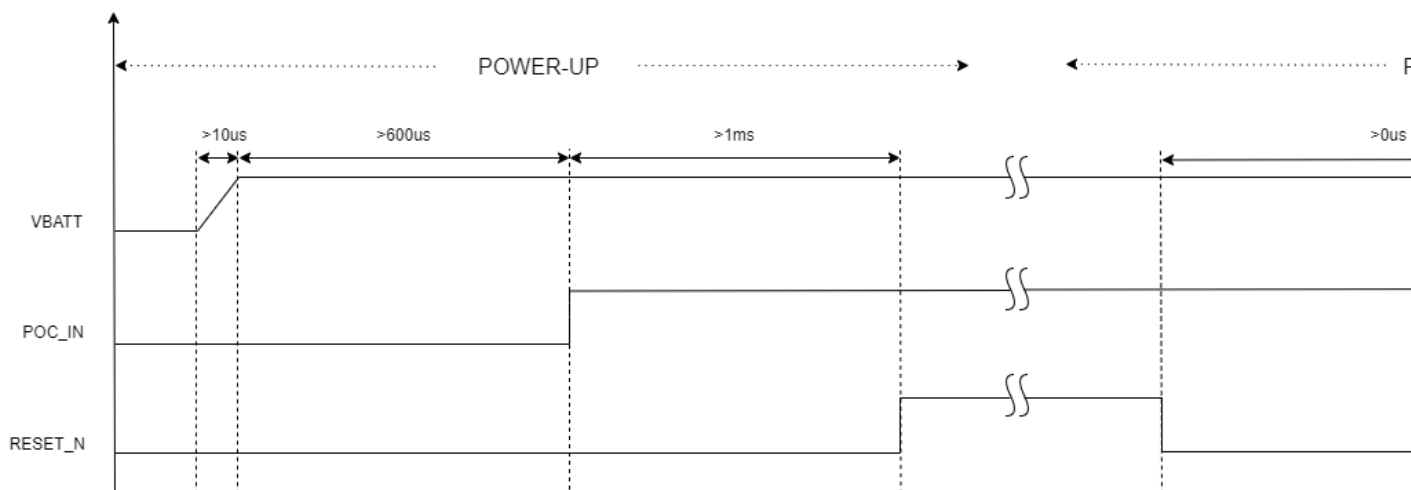 POWER-UP
P
>10us
>600us
>1ms
>0us
VBATT
POC_IN
RESET_N